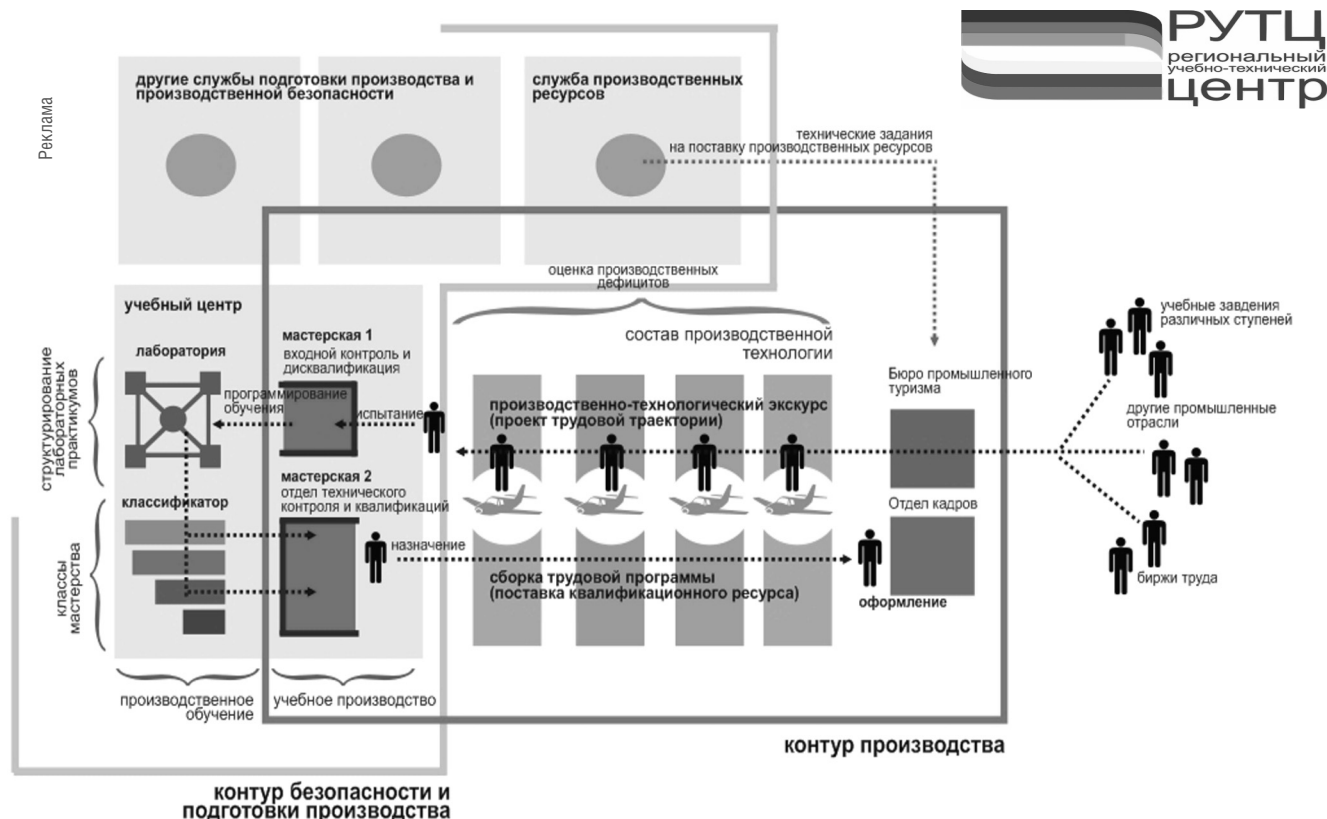 РУТЦ
региональный
учебно-технический
центр
Реклама
другие службы подготовки производства и
производственной безопасности
служба производственных
ресурсов
технические задания
на поставку производственных ресурсов
оценка производственных
дефицитов
учебный центр
лаборатория
мастерская 1
входной контроль и
дисквалификация
состав производственной
технологии
учебные завдения
различных ступеней
структурирование
лабораторных
практикумов
программирование
обучения
испытание
производственно-технологический экскурс
(проект трудовой траектории)
Бюро промышленного
туризма
другие промышленные
отрасли
классификатор
мастерская 2
отдел технического
контроля и квалификаций
Отдел кадров
классы
мастерства
назначение
сборка трудовой программы
(поставка квалификационного ресурса)
оформление
биржи труда
производственное
обучение
учебное производство
контур производства
контур безопасности и
подготовки производства